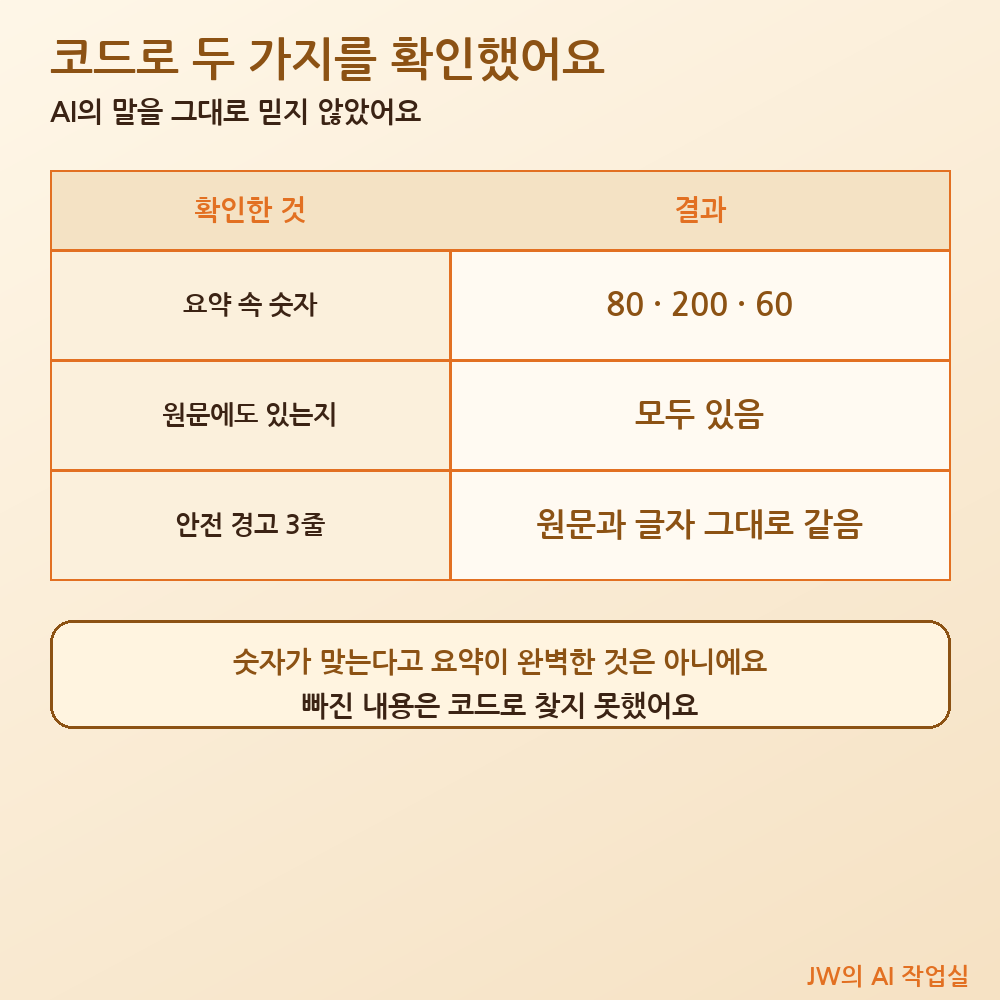 코드로 두 가지를 확인했어요
AI의 말을 그대로 믿지 않았어요
확인한 것 결과
요약 속 숫자 80 · 200 · 60
원문에도 있는지 모두 있음
안전 경고 3줄 원문과 글자 그대로 같음
숫자가 맞는다고 요약이 완벽한 것은 아니에요
빠진 내용은 코드로 찾지 못했어요
JW의 AI 작업실